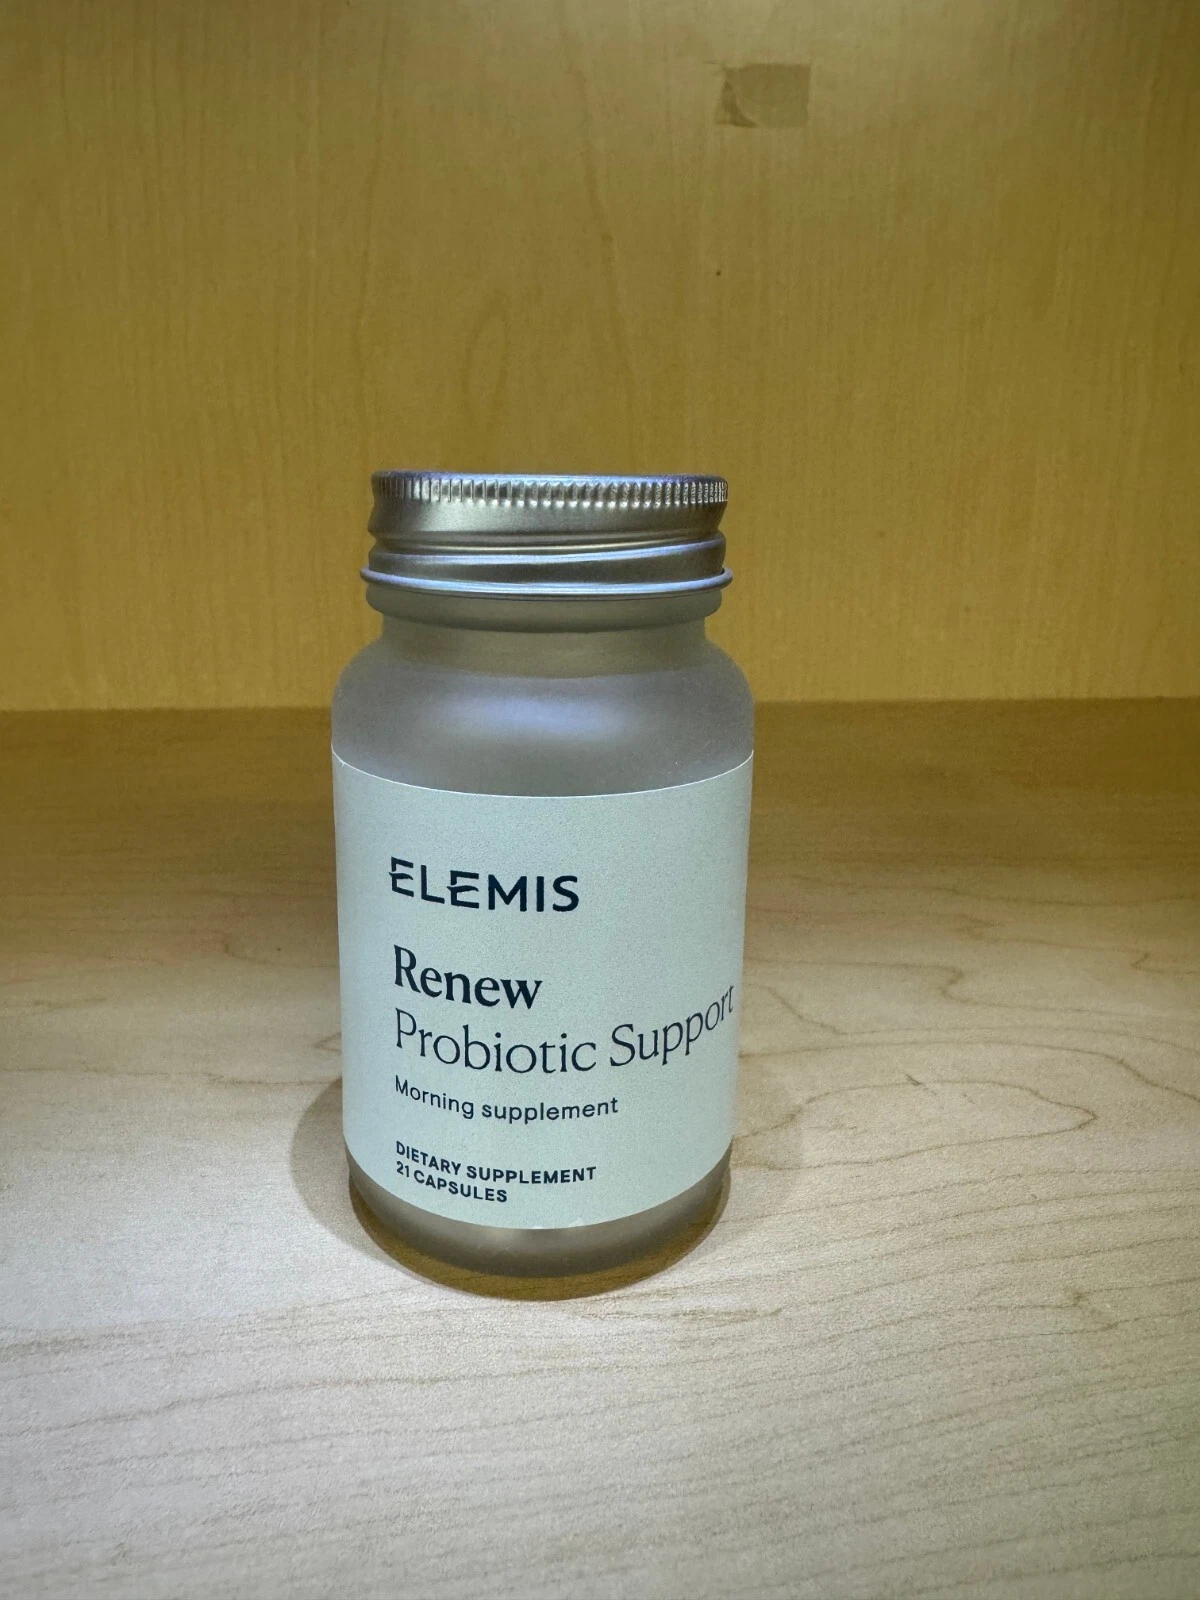 ELEMIS
Renew
Probiotic Support
Morning supplement
DIETARY SUPPLEMENT
21 CAPSULES